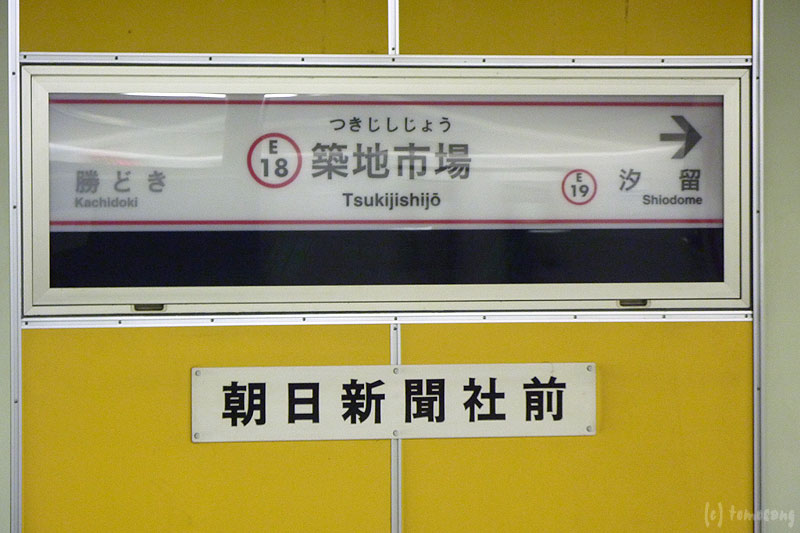 つきじしじょう
E
18
築地市場
Tsukijishijō
勝どき
Kachidoki
E
19
汐留
Shiodome
朝日新聞社前
(c) tomosang